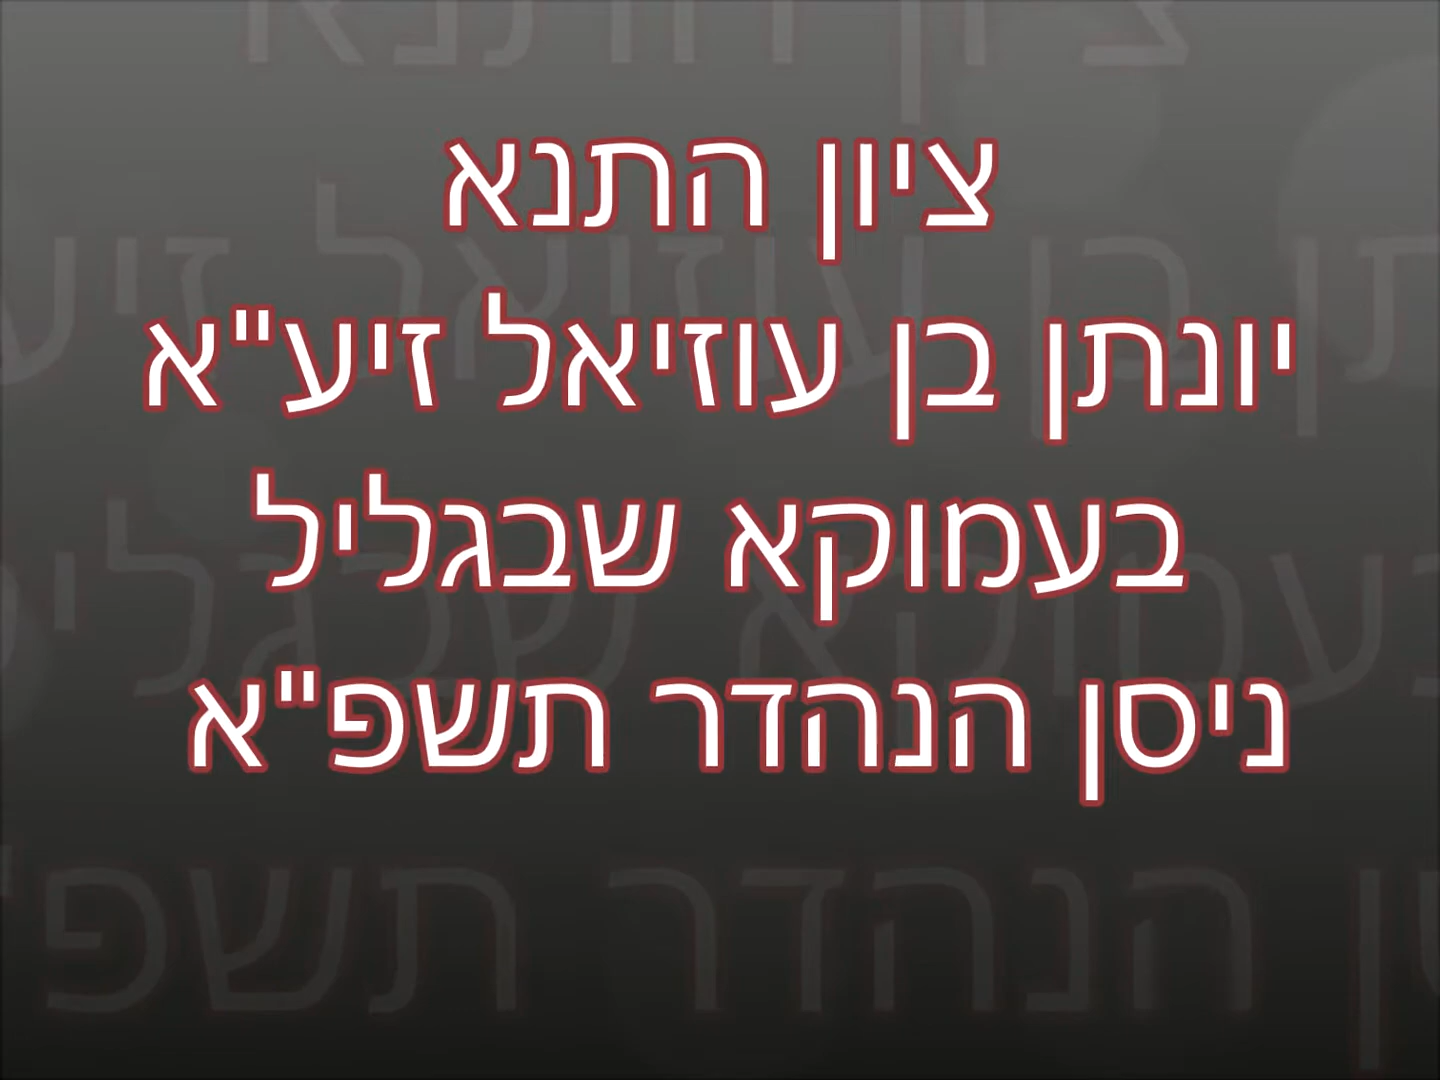 ציון התנא
יונתן בן עוזיאל זיע"א
בעמוקא שבגליל
ניסן הנהדר תשפ"א